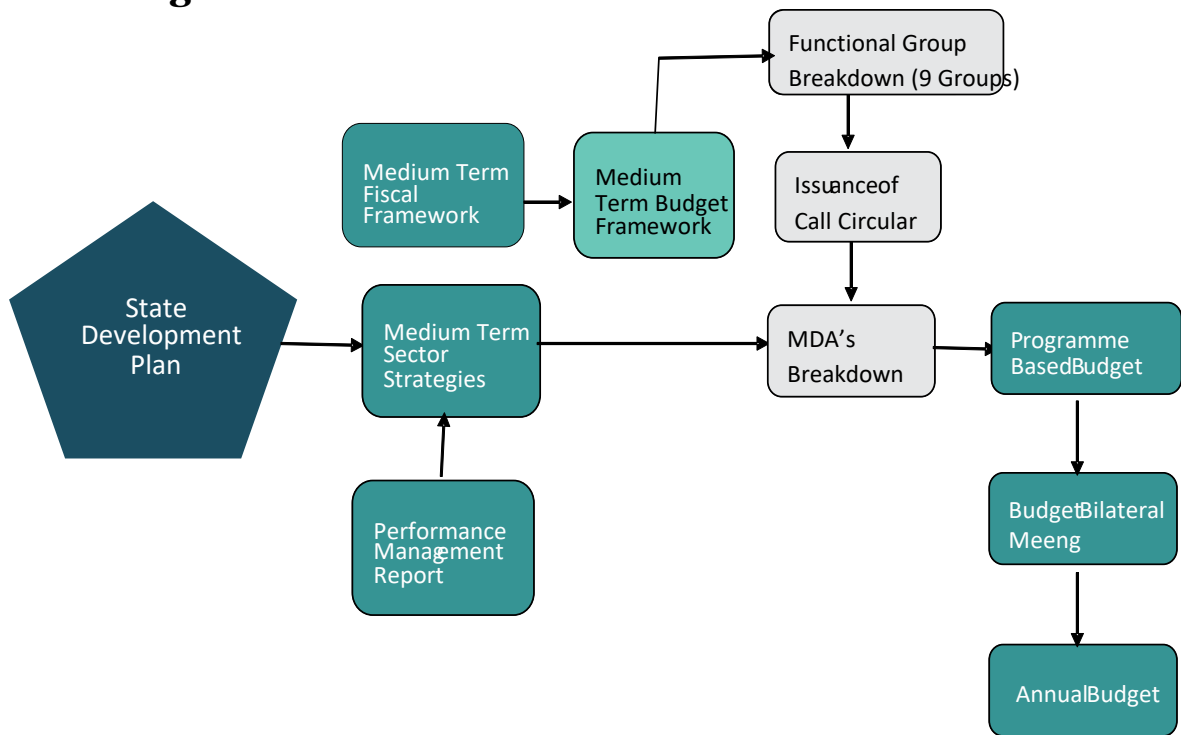 Functional Group
Breakdown (9 Groups)
Medium Term
Fiscal
Framework
Medium
Term Budget
Framework
Issuanceof
Call Circular
State
Development
Plan
Medium Term
Sector
Strategies
MDA’s
Breakdown
Programme
BasedBudget
Performance
Management
Report
BudgetBilateral
Meeng
AnnualBudget